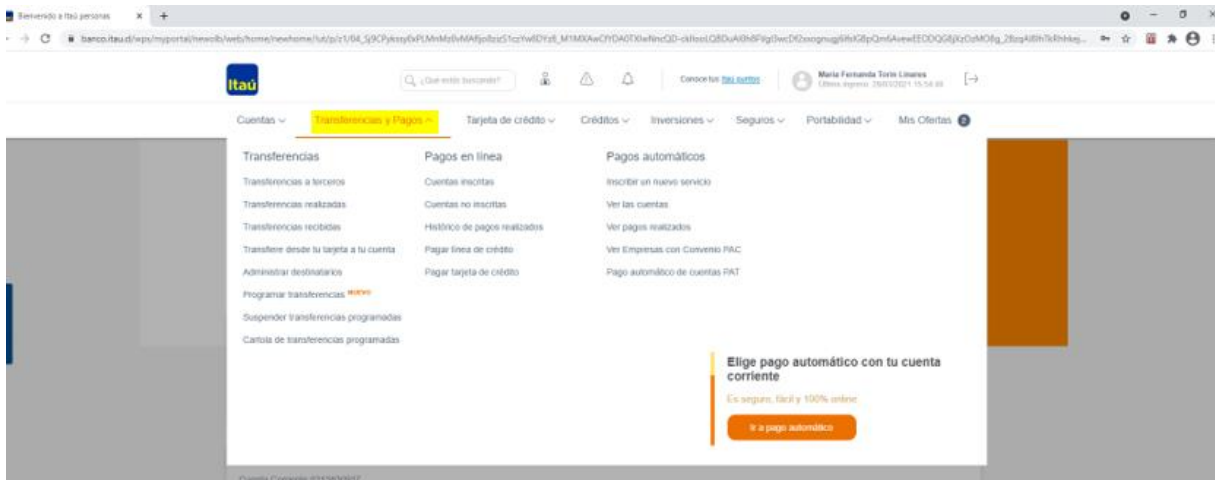 Bienvenido a Itaú personas
Itaú
¿Qué estás buscando?
Conoce tus Itaú puntos
María Fernanda Torin Linares
Último ingreso:
Cuentas
Transferencias y Pagos
Tarjeta de crédito
Créditos
Inversiones
Seguros
Portabilidad
Mis Ofertas 2
Transferencias
Transferencias a terceros
Transferencias realizadas
Transferencias recibidas
Transfiere desde tu tarjeta a tu cuenta
Administrar destinatarios
Programar transferencias NUEVO
Suspender transferencias programadas
Cartola de transferencias programadas
Pagos en línea
Cuentas inscritas
Cuentas no inscritas
Histórico de pagos realizados
Pagar línea de crédito
Pagar tarjeta de crédito
Pagos automáticos
Inscribir un nuevo servicio
Ver las cuentas
Ver pagos realizados
Ver Empresas con Convenio PAC
Pago automático de cuentas PAT
Elige pago automático con tu cuenta
corriente
Es seguro, fácil y 100% online
Ir a pago automático